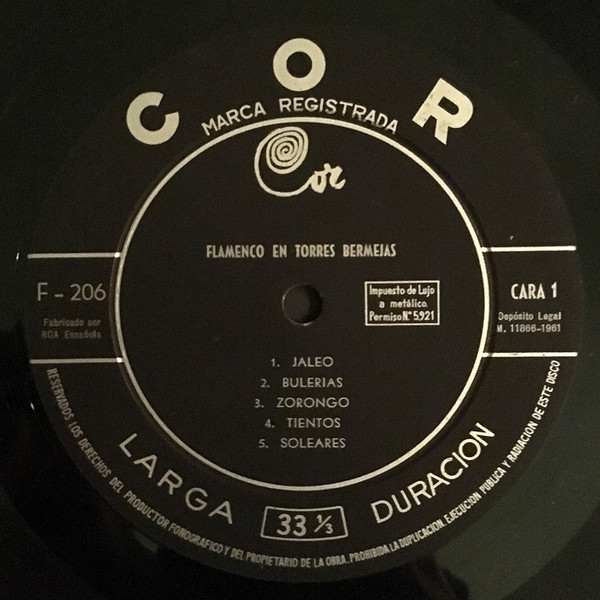 COR
MARCA REGISTRADA
Cor
FLAMENCO EN TORRES BERMEJAS
F - 206
Fabricado por
RCA Española
Impuesto de Lujo
a metálico.
Permiso N.º 5.921
CARA 1
Depósito Legal
M. 11866-1961
1. JALEO
2. BULERIAS
3. ZORONGO
4. TIENTOS
5. SOLEARES
LARGA DURACION
33 ⅓
RESERVADOS LOS DERECHOS DEL PRODUCTOR FONOGRAFICO Y DEL PROPIETARIO DE LA OBRA. PROHIBIDA LA DUPLICACION, EJECUCION PUBLICA Y RADIACION DE ESTE DISCO